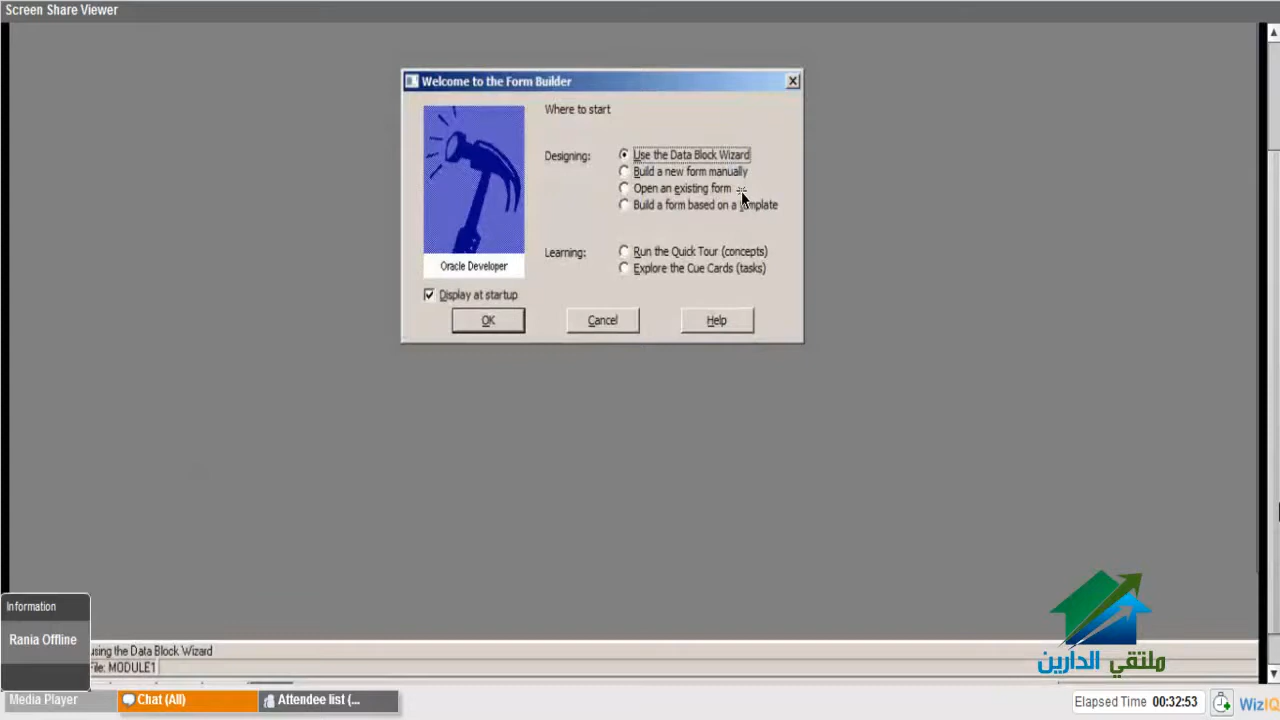 Screen Share Viewer
Welcome to the Form Builder
Where to start
Designing:
Use the Data Block Wizard
Build a new form manually
Open an existing form
Build a form based on a template
Learning:
Run the Quick Tour (concepts)
Explore the Cue Cards (tasks)
Oracle Developer
Display at startup
OK
Cancel
Help
Information
Rania Offline
using the Data Block Wizard
File: MODULE1
ملتقي الدارين
Media Player
Chat (All)
Attendee list (...
Elapsed Time 00:32:53
WizIQ